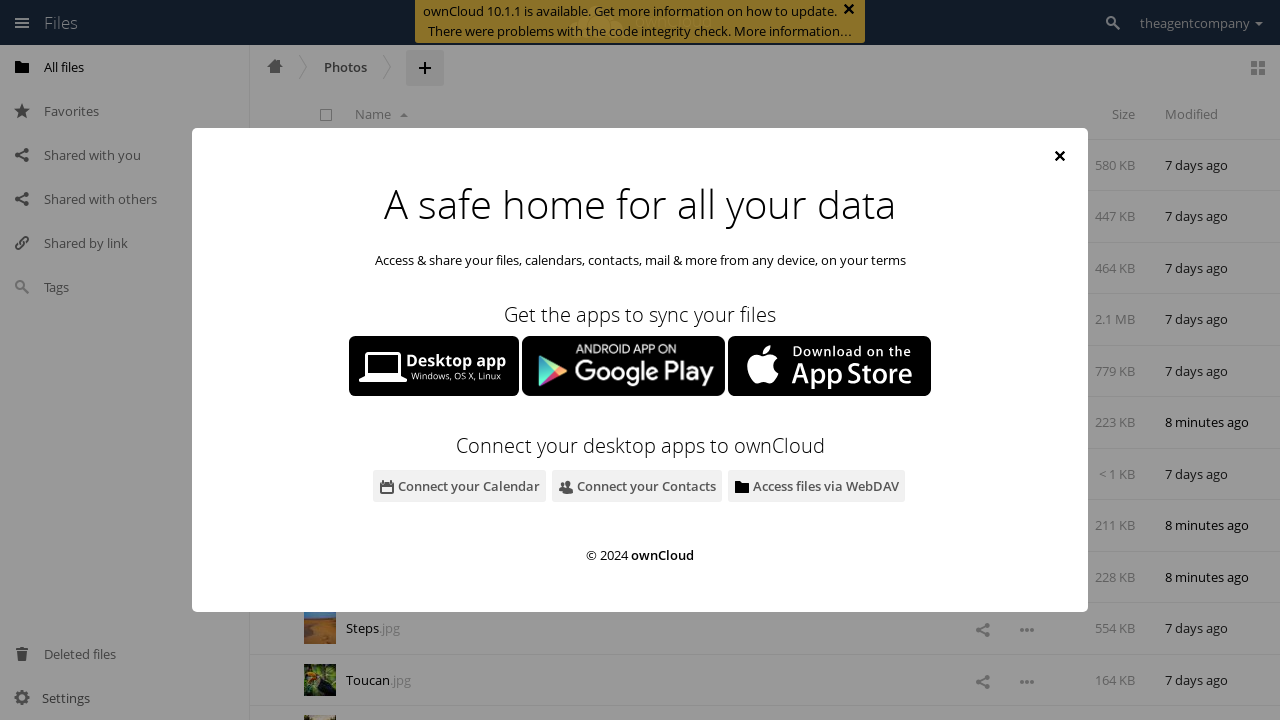 Files
ownCloud 10.1.1 is available. Get more information on how to update.
There were problems with the code integrity check. More information…
theagentcompany
All files
Photos
Favorites
Name
Size
Modified
Shared with you
580 KB
7 days ago
Shared with others
447 KB
7 days ago
Shared by link
464 KB
7 days ago
Tags
2.1 MB
7 days ago
779 KB
7 days ago
223 KB
8 minutes ago
< 1 KB
7 days ago
211 KB
8 minutes ago
228 KB
8 minutes ago
A safe home for all your data
Access & share your files, calendars, contacts, mail & more from any device, on your terms
Get the apps to sync your files
Desktop app
Windows, OS X, Linux
ANDROID APP ON
Google Play
Download on the
App Store
Connect your desktop apps to ownCloud
Connect your Calendar
Connect your Contacts
Access files via WebDAV
© 2024 ownCloud
Steps.jpg
554 KB
7 days ago
Deleted files
Toucan.jpg
164 KB
7 days ago
Settings